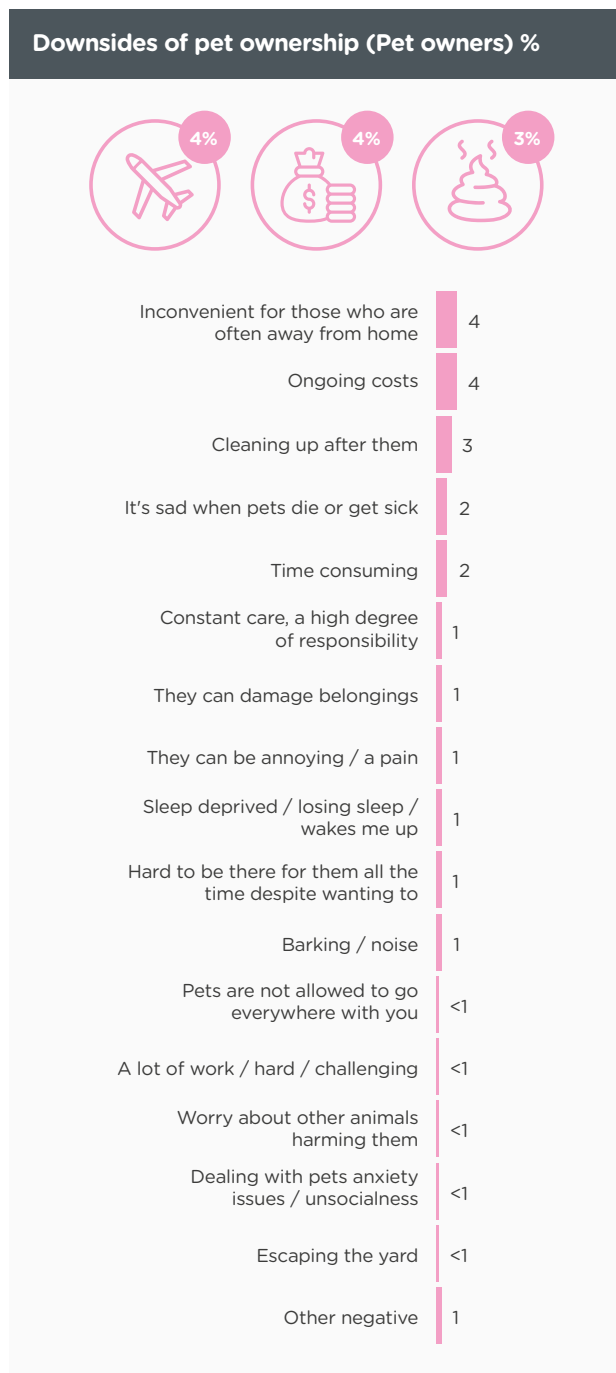 Downsides of pet ownership (Pet owners) %
4%
4%
3%
$
Inconvenient for those who are
often away from home
4
Ongoing costs
4
Cleaning up after them
3
It's sad when pets die or get sick
2
Time consuming
2
Constant care, a high degree
of responsibility
1
They can damage belongings
1
They can be annoying / a pain
1
Sleep deprived / losing sleep /
wakes me up
1
Hard to be there for them all the
time despite wanting to
1
Barking / noise
1
Pets are not allowed to go
everywhere with you
<1
A lot of work / hard / challenging
<1
Worry about other animals
harming them
<1
Dealing with pets anxiety
issues / unsocialness
<1
Escaping the yard
<1
Other negative
1